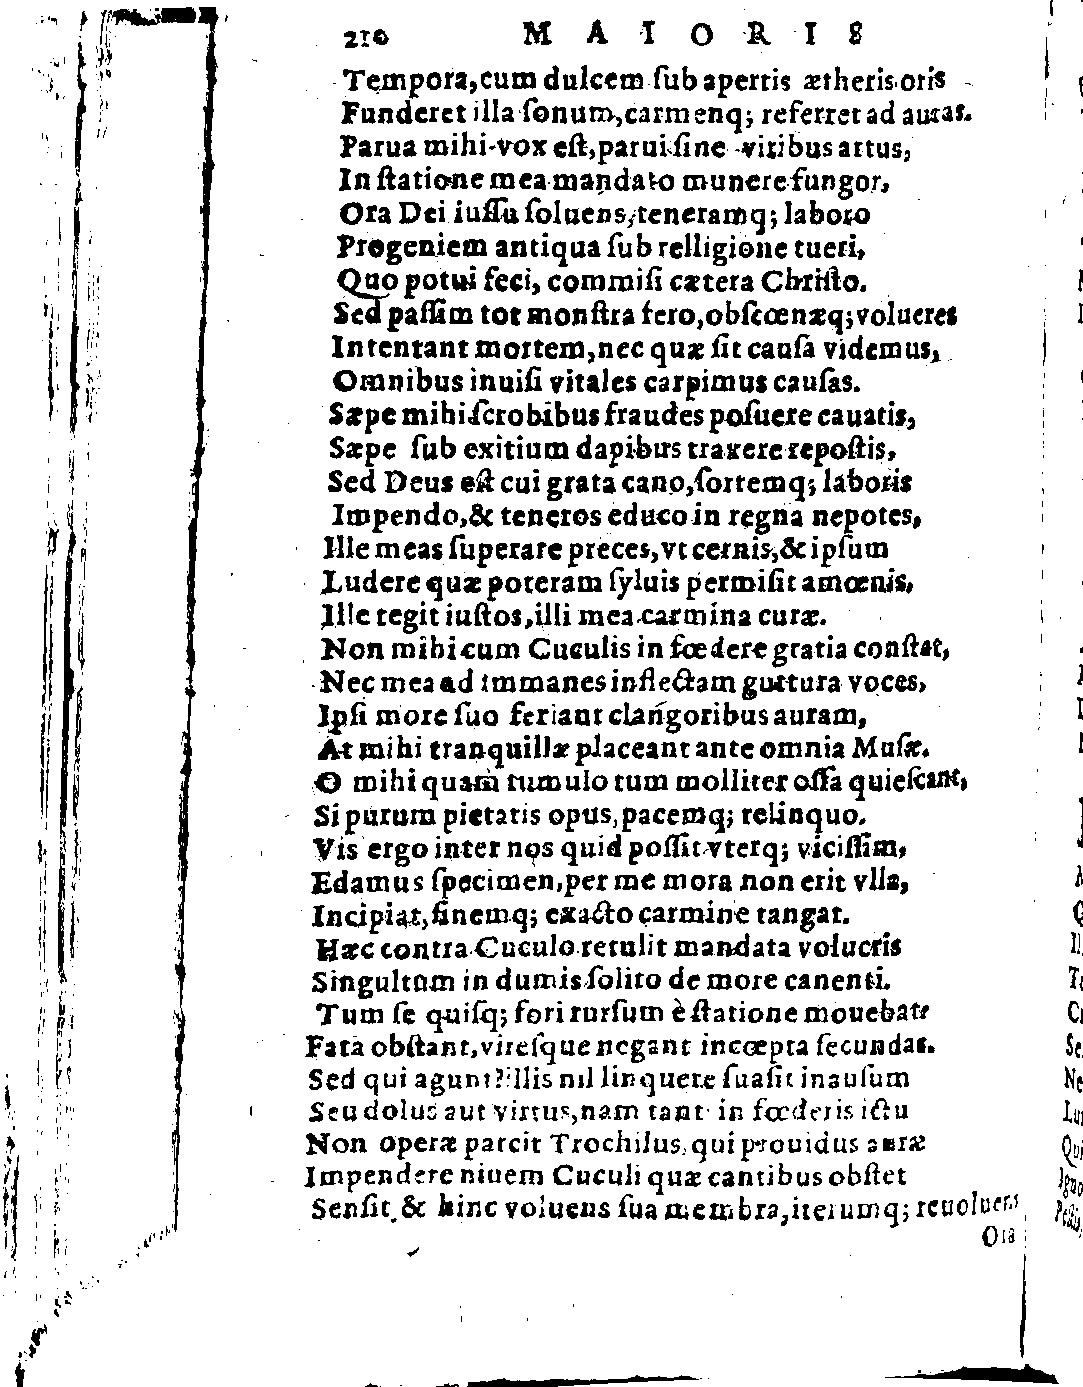 210 MAIORIS
Tempora, cum dulcem ſub apertis ætheris oris
Funderet illa ſonum, carmenq; referret ad auras.
Parua mihi vox eſt, parui ſine viribus artus,
In ſtatione mea mandato munere fungor,
Ora Dei iuſſu ſoluens, teneramq; laboro
Progeniem antiqua ſub relligione tueri,
Quo potui feci, commiſi cætera Chriſto.
Sed paſſim tot monſtra fero, obſcœnæq; volucres
Intentant mortem, nec quæ ſit cauſa videmus,
Omnibus inuiſi vitales carpimus cauſas.
Sæpe mihi ſcrobibus fraudes poſuere cauatis,
Sæpe ſub exitium dapibus traxere repoſtis,
Sed Deus eſt cui grata cano, ſortemq; laboris
Impendo, & teneros educo in regna nepotes,
Ille meas ſuperare preces, vt cernis, & ipſum
Ludere quæ poteram ſyluis permiſit amœnis,
Ille regit iuſtos, illi mea carmina curæ.
Non mihi cum Cuculis in fœdere gratia conſtat,
Nec mea ad immanes inflectam guttura voces,
Ipſi more ſuo feriant clangoribus auram,
At mihi tranquillæ placeant ante omnia Muſæ.
O mihi quam tumulo tum molliter oſſa quieſcant,
Si purum pietatis opus, pacemq; relinquo.
Vis ergo inter nos quid poſſit vterq; viciſſim,
Edamus ſpecimen, per me mora non erit vlla,
Incipiat, finemq; exacto carmine tangat.
Hæc contra Cuculo retulit mandata volucris
Singultum in dumis ſolito de more canenti.
Tum ſe quiſq; fori rurſum è ſtatione mouebat
Fata obſtant, vireſque negant incœpta ſecundas.
Sed qui agunt? illis nil linquere ſuaſit inauſum
Seu dolus aut virtus, nam tant in fœderis ictu
Non operæ parcit Trochilus, qui prouidus auræ
Impendere niuem Cuculi quæ cantibus obſtet
Senſit, & hinc voluens ſua membra, iterumq; reuoluens
Ora